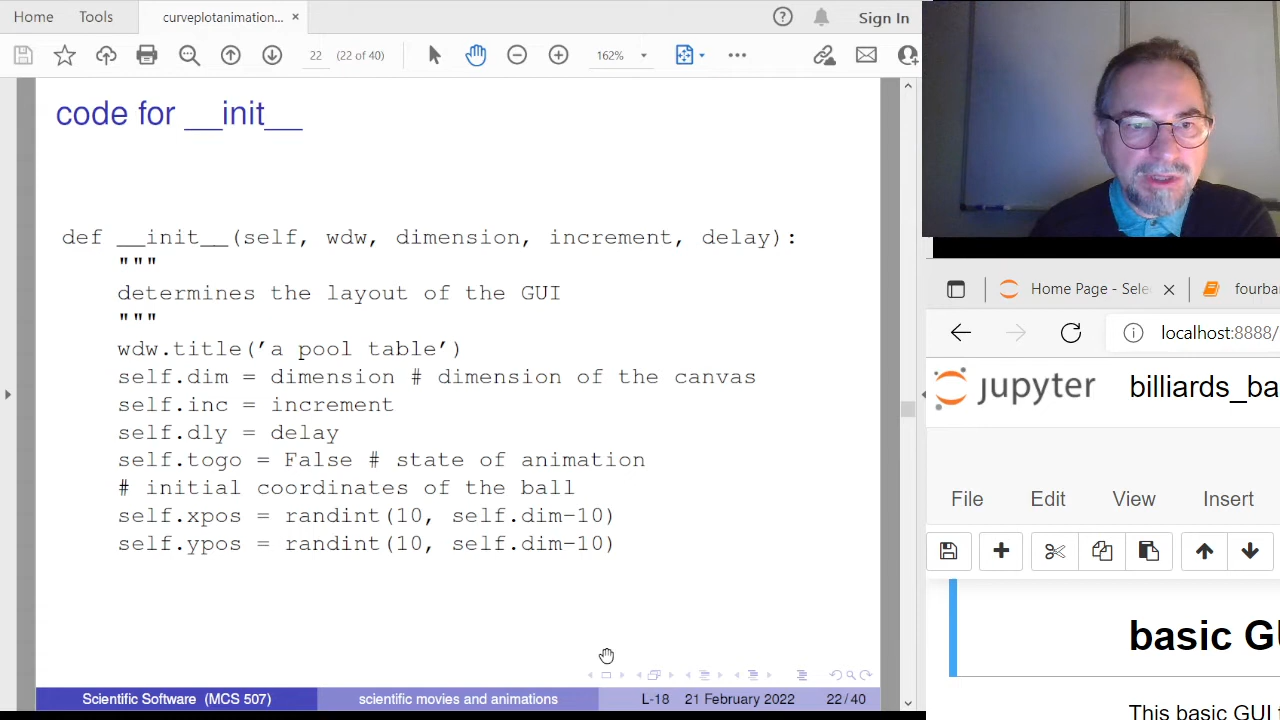 Home
Tools
curveplotanimation...
×
Sign In
22
(22 of 40)
162%
code for __init__
def __init__(self, wdw, dimension, increment, delay):
"""
determines the layout of the GUI
"""
wdw.title('a pool table')
self.dim = dimension # dimension of the canvas
self.inc = increment
self.dly = delay
self.togo = False # state of animation
# initial coordinates of the ball
self.xpos = randint(10, self.dim-10)
self.ypos = randint(10, self.dim-10)
Scientific Software (MCS 507)
scientific movies and animations
L-18
21 February 2022
22/40
Home Page - Sele
fourba
localhost:8888/
jupyter
billiards_ba
File
Edit
View
Insert
basic GU
This basic GUI